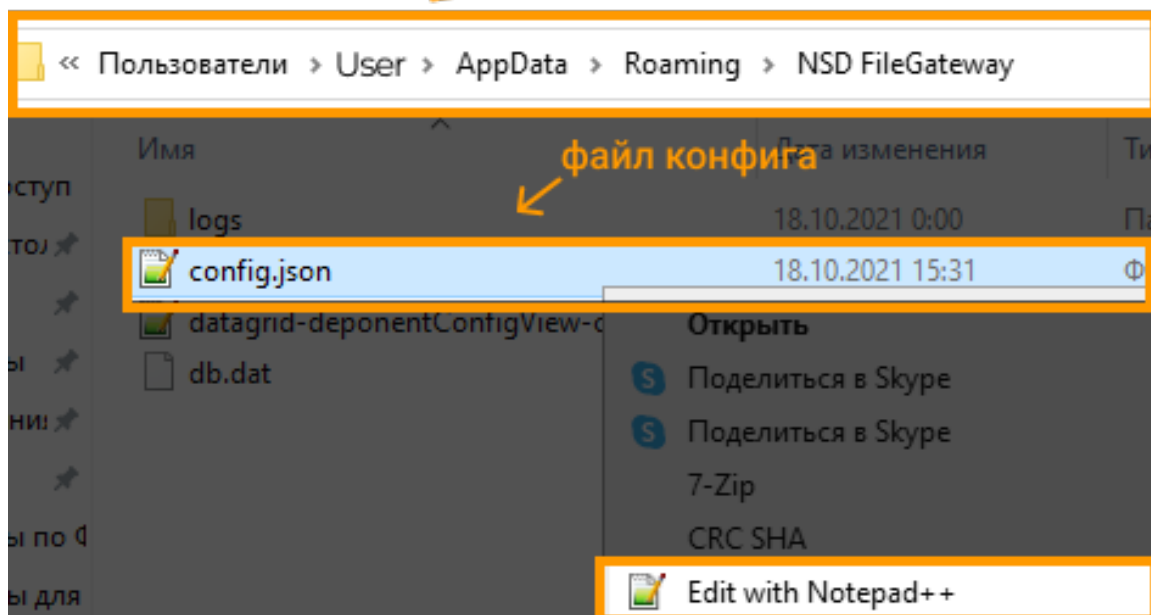 « Пользователи › User › AppData › Roaming › NSD FileGateway
Имя
Дата изменения
файл конфига
logs 18.10.2021 0:00
config.json 18.10.2021 15:31
datagrid-deponentConfigView-c
Открыть
db.dat
Поделиться в Skype
Поделиться в Skype
7-Zip
CRC SHA
ы по Ф
Edit with Notepad++
ы для